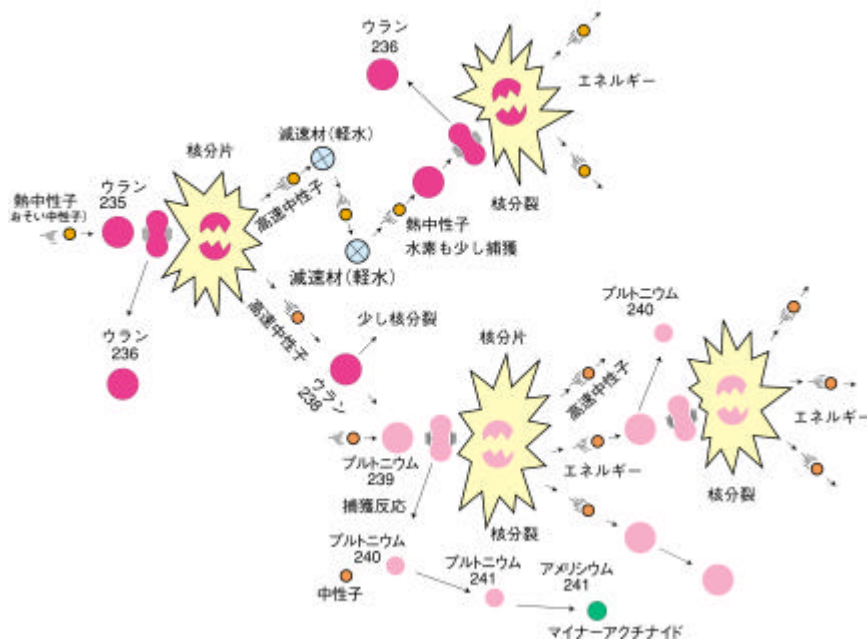 ウラン
236
エネルギー
減速材(軽水)
核分片
高速中性子
核分裂
熱中性子
おそい中性子)
ウラン
235
熱中性子
水素も少し捕獲
減速材(軽水)
高速中性子
少し核分裂
ウラン
236
ウラン
238
核分片
プルトニウム
240
高速中性子
エネルギー
プルトニウム
239
エネルギー
捕獲反応
核分裂
核分裂
プルトニウム
240
プルトニウム
241
アメリシウム
241
中性子
マイナーアクチナイド